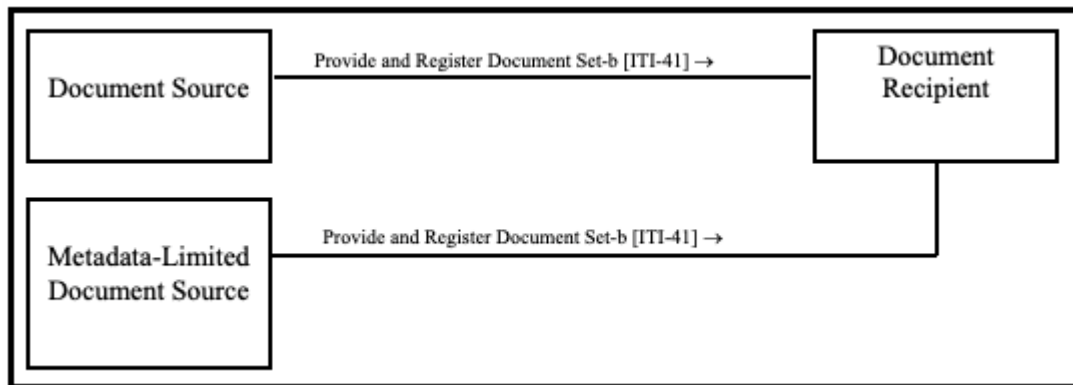 Document Source
Provide and Register Document Set-b [ITI-41] →
Document
Recipient
Metadata-Limited
Document Source
Provide and Register Document Set-b [ITI-41] →